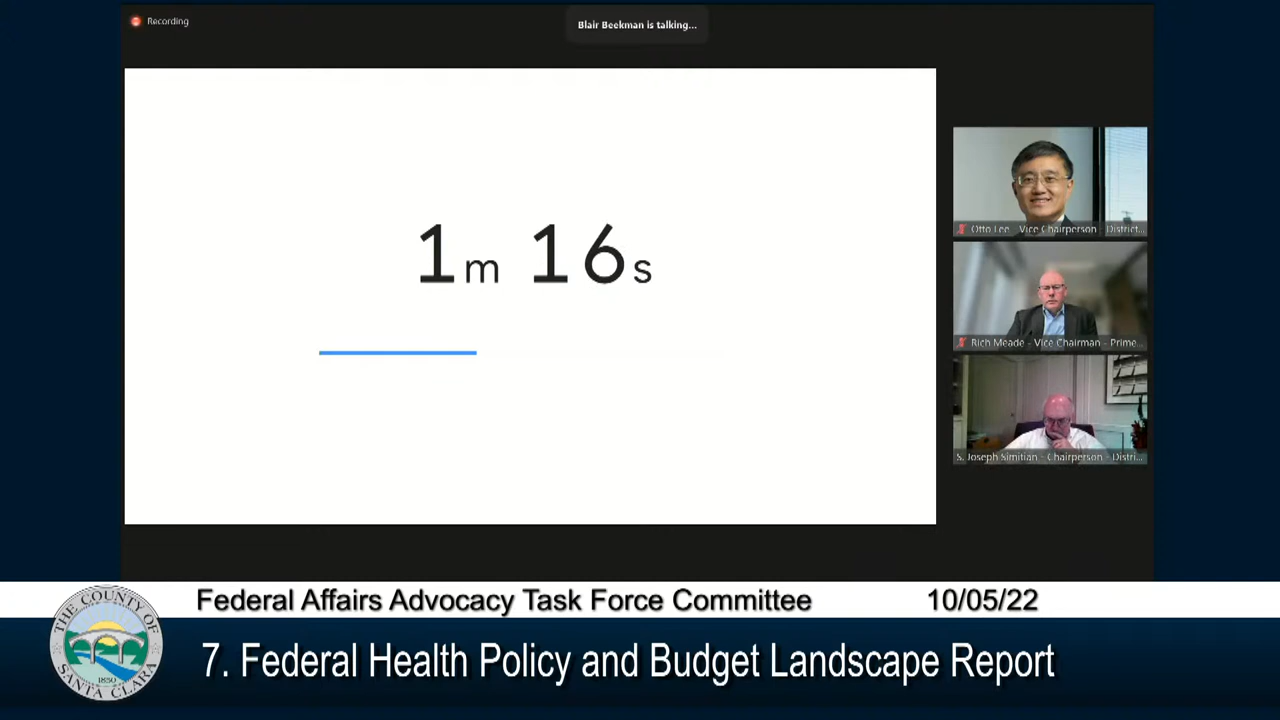 Recording
Blair Beekman is talking...
1m 16s
Otto Lee - Vice Chairperson - District...
Rich Meade - Vice Chairman - Prime...
S. Joseph Simitian - Chairperson - Distri...
Federal Affairs Advocacy Task Force Committee 10/05/22
7. Federal Health Policy and Budget Landscape Report
THE COUNTY OF
SANTA CLARA
1850